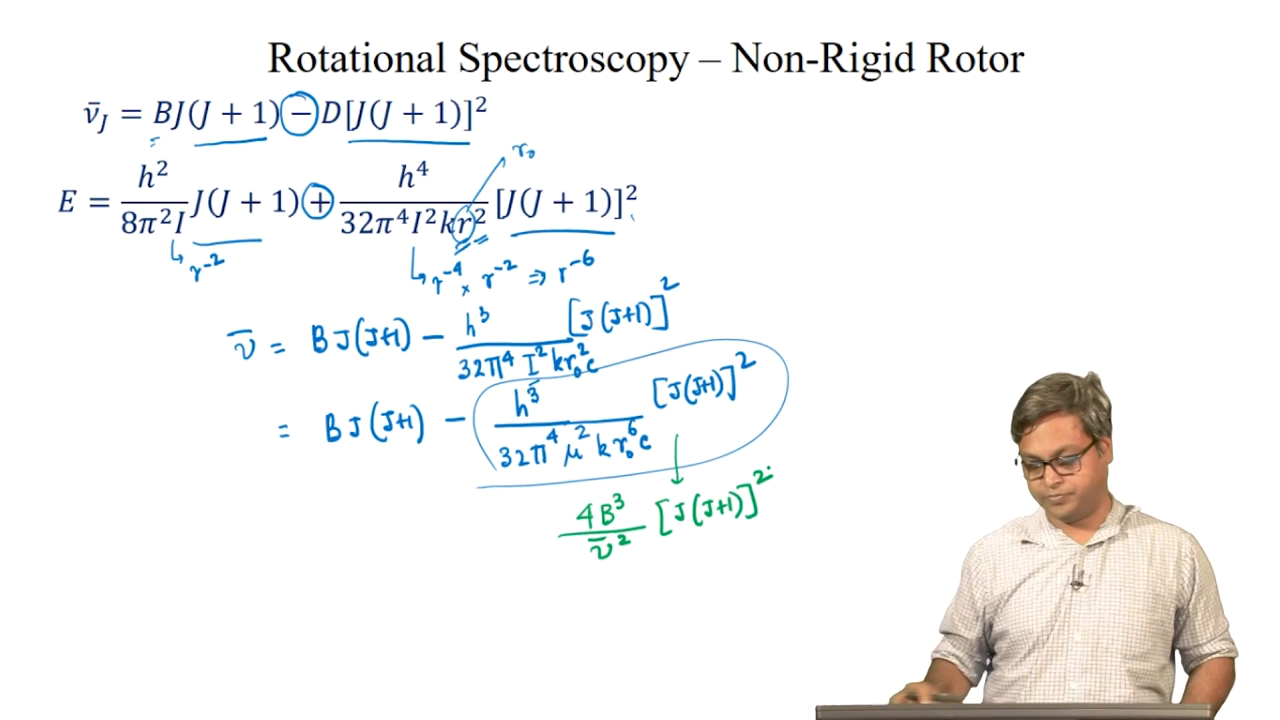 Rotational Spectroscopy – Non-Rigid Rotor
ν̄_J = BJ(J + 1) − D[J(J + 1)]²
r₀
E = h²/8π²I J(J + 1) + h⁴/32π⁴I²kr² [J(J + 1)]²
↳ r⁻² ↳ r⁻⁴ × r⁻² ⇒ r⁻⁶
ν̄ = BJ(J+1) − h³/32π⁴I²kr₀²c [J(J+1)]²
= BJ(J+1) − h³/32π⁴μ²kr₀⁶c [J(J+1)]²
4B³/ν̄² [J(J+1)]²